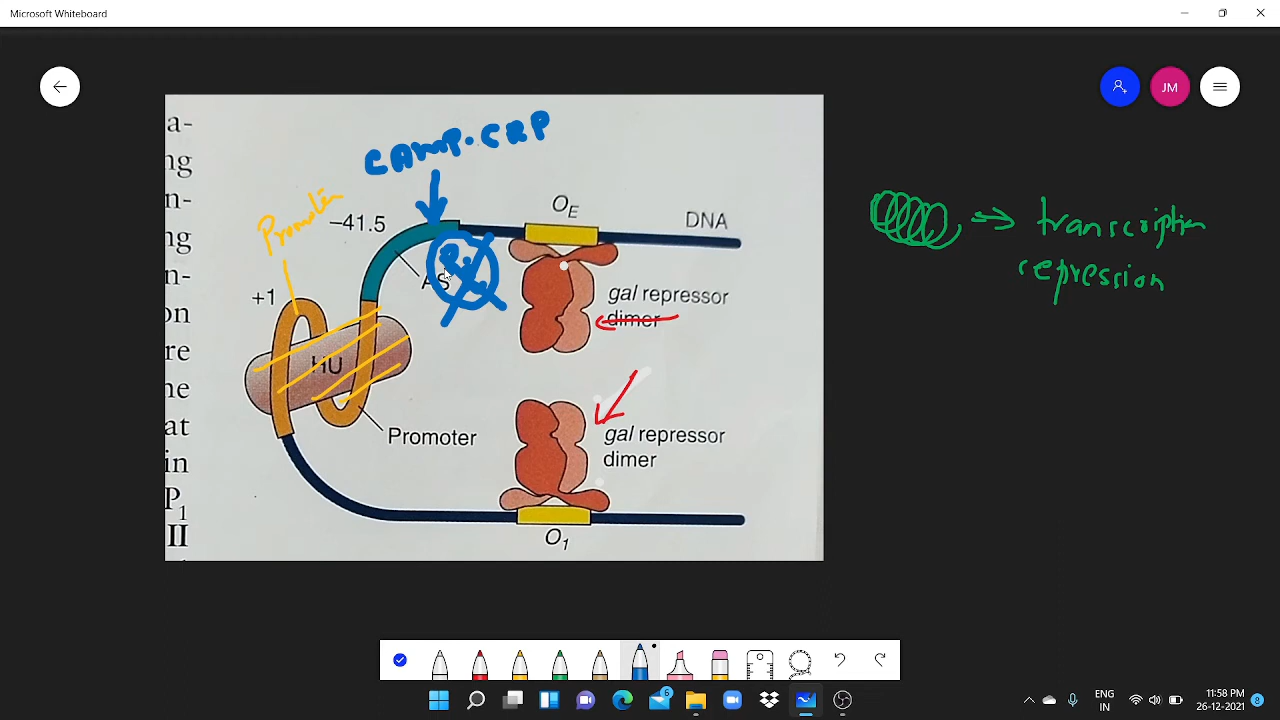 Microsoft Whiteboard
JM
a-
ng
n-
ng
n-
on
re
he
at
in
P1
II
CAMP.CRP
Promoter
-41.5
OE
DNA
AS
+1
gal repressor
dimer
HU
Promoter
gal repressor
dimer
O1
transcription
repression
6
ENG
IN
11:58 PM
26-12-2021
8